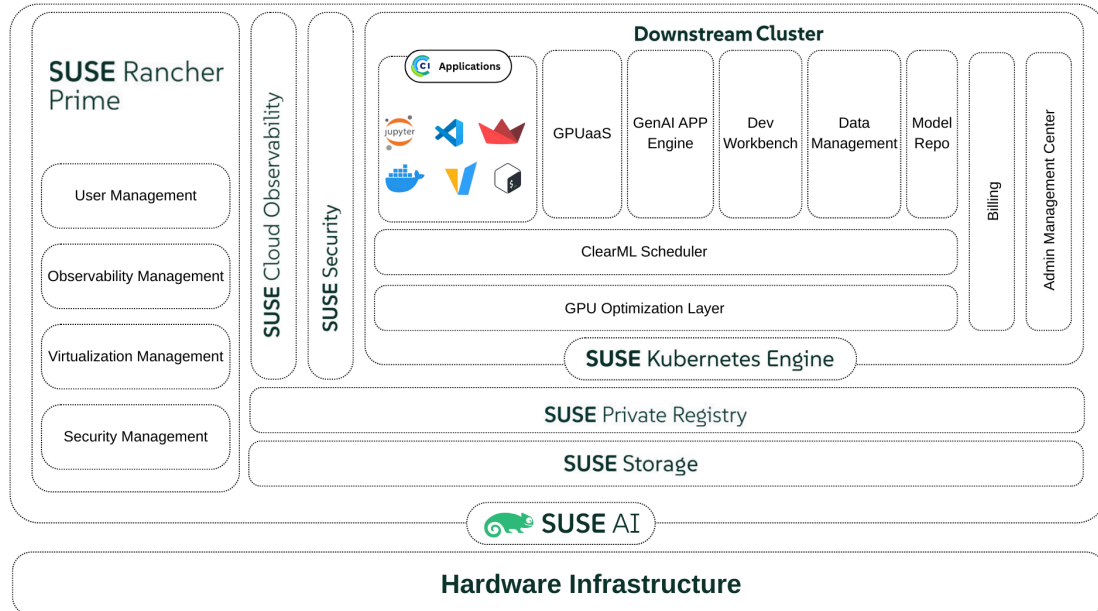 SUSE Rancher
Prime
User Management
Observability Management
Virtualization Management
Security Management
SUSE Cloud Observability
SUSE Security
Downstream Cluster
CI Applications
jupyter
$_
GPUaaS
GenAI APP
Engine
Dev
Workbench
Data
Management
Model
Repo
Billing
Admin Management Center
ClearML Scheduler
GPU Optimization Layer
SUSE Kubernetes Engine
SUSE Private Registry
SUSE Storage
SUSE AI
Hardware Infrastructure